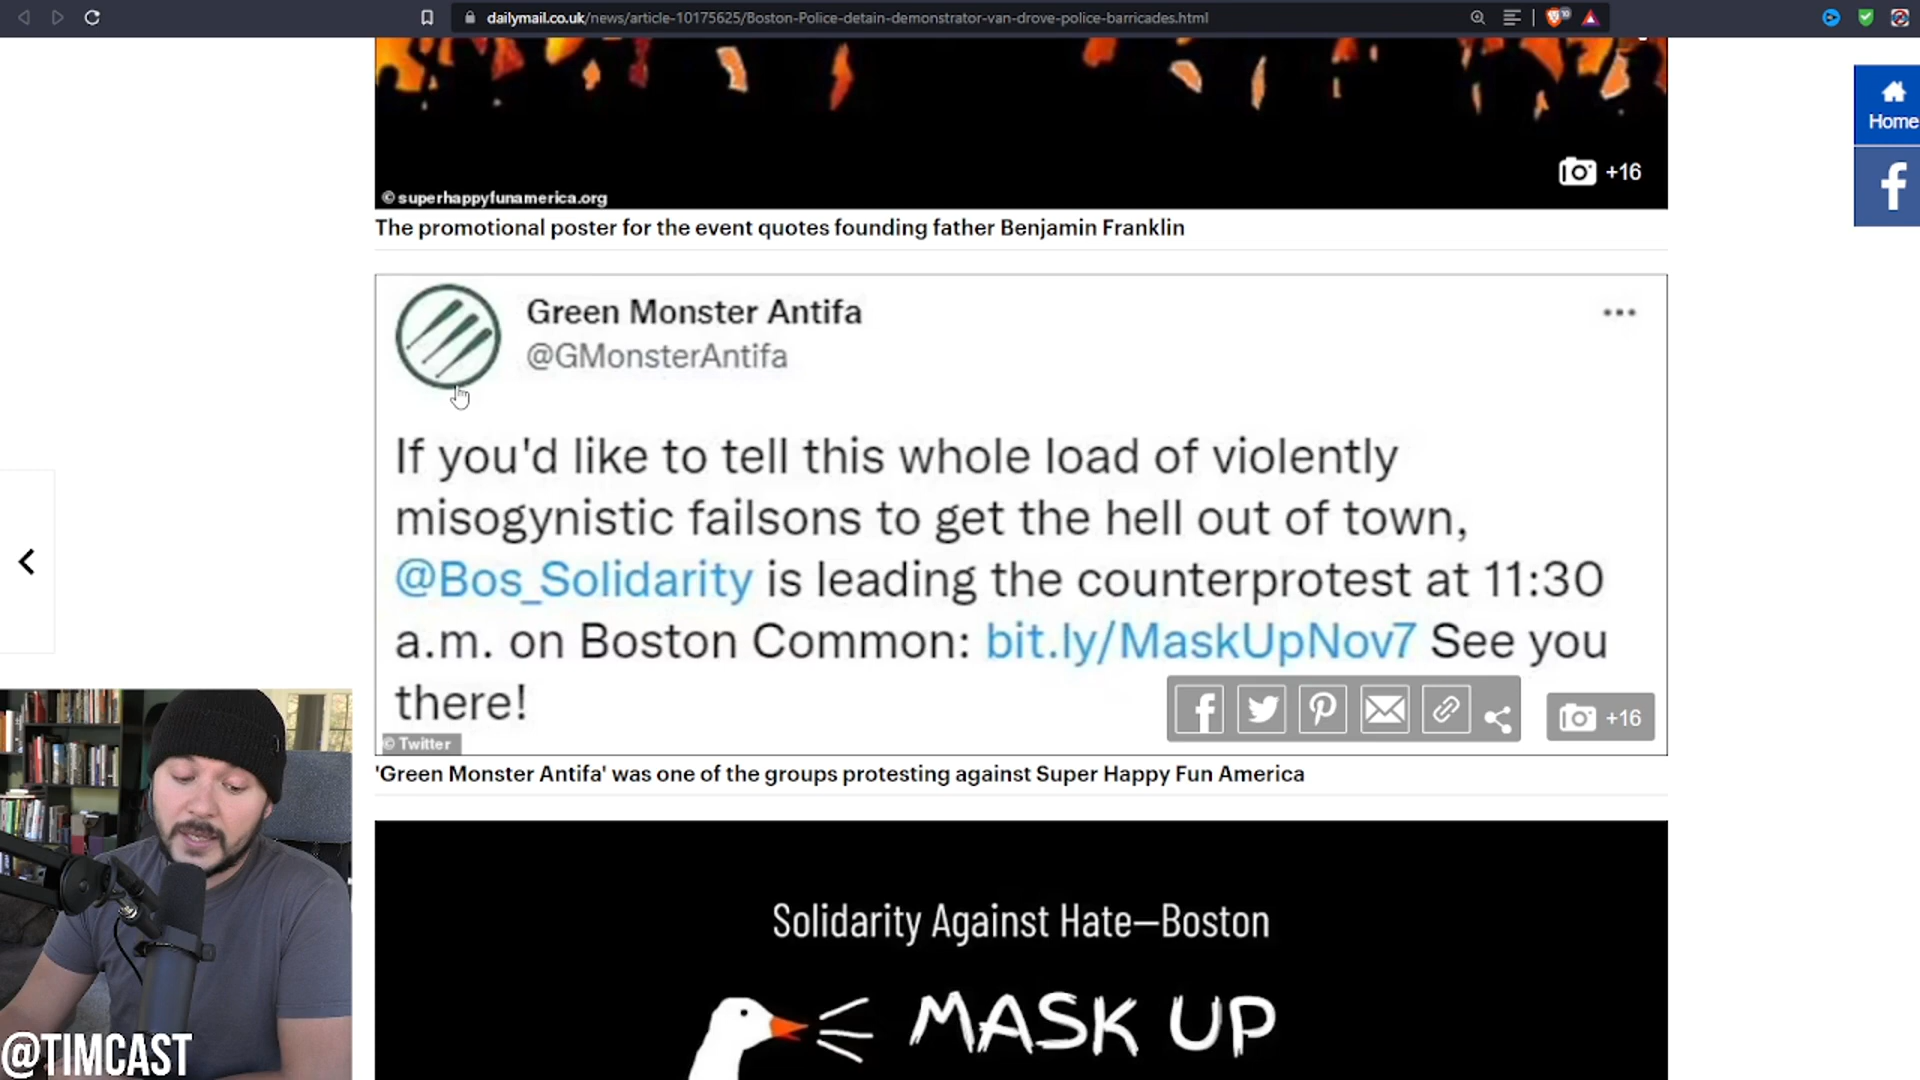 dailymail.co.uk/news/article-10175625/Boston-Police-detain-demonstrator-van-drove-police-barricades.html
+16
© superhappyfunamerica.org
The promotional poster for the event quotes founding father Benjamin Franklin
Home
Green Monster Antifa
@GMonsterAntifa
If you'd like to tell this whole load of violently
misogynistic failsons to get the hell out of town,
@Bos_Solidarity is leading the counterprotest at 11:30
a.m. on Boston Common: bit.ly/MaskUpNov7 See you
there!
+16
© Twitter
'Green Monster Antifa' was one of the groups protesting against Super Happy Fun America
Solidarity Against Hate—Boston
MASK UP
@TIMCAST